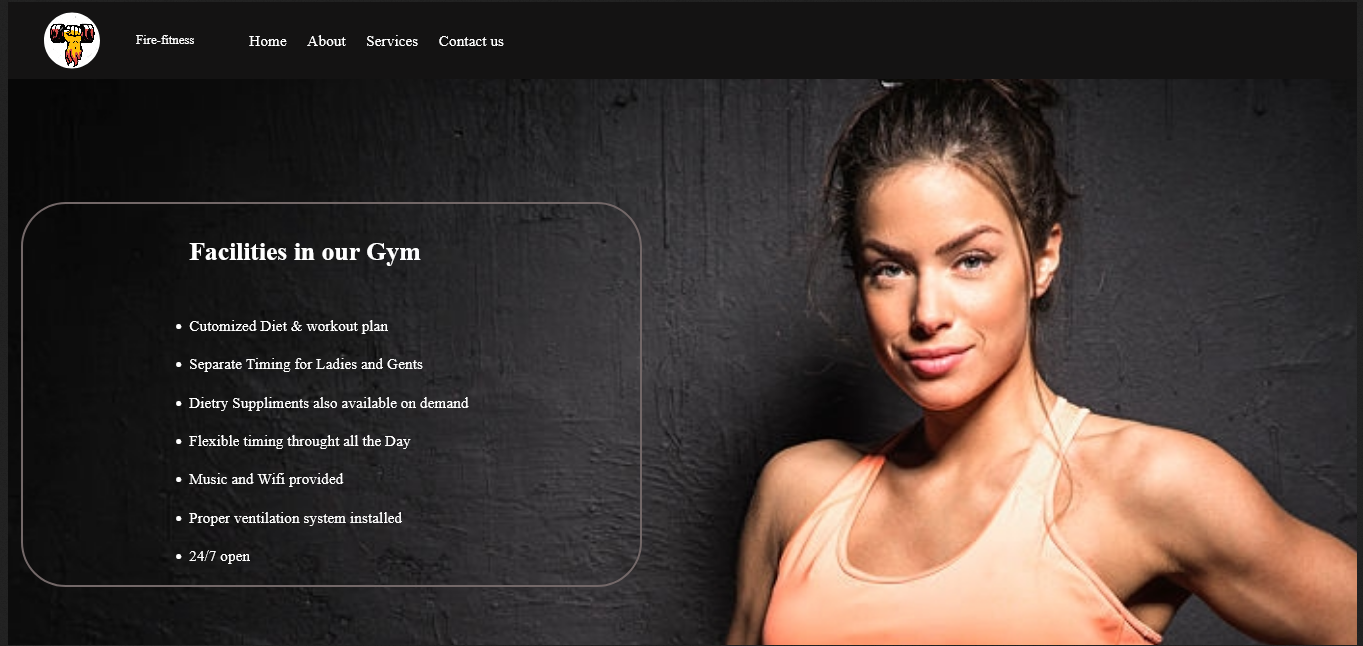 Fire-fitness
Home About Services Contact us
Facilities in our Gym
Cutomized Diet & workout plan
Separate Timing for Ladies and Gents
Dietry Suppliments also available on demand
Flexible timing throught all the Day
Music and Wifi provided
Proper ventilation system installed
24/7 open